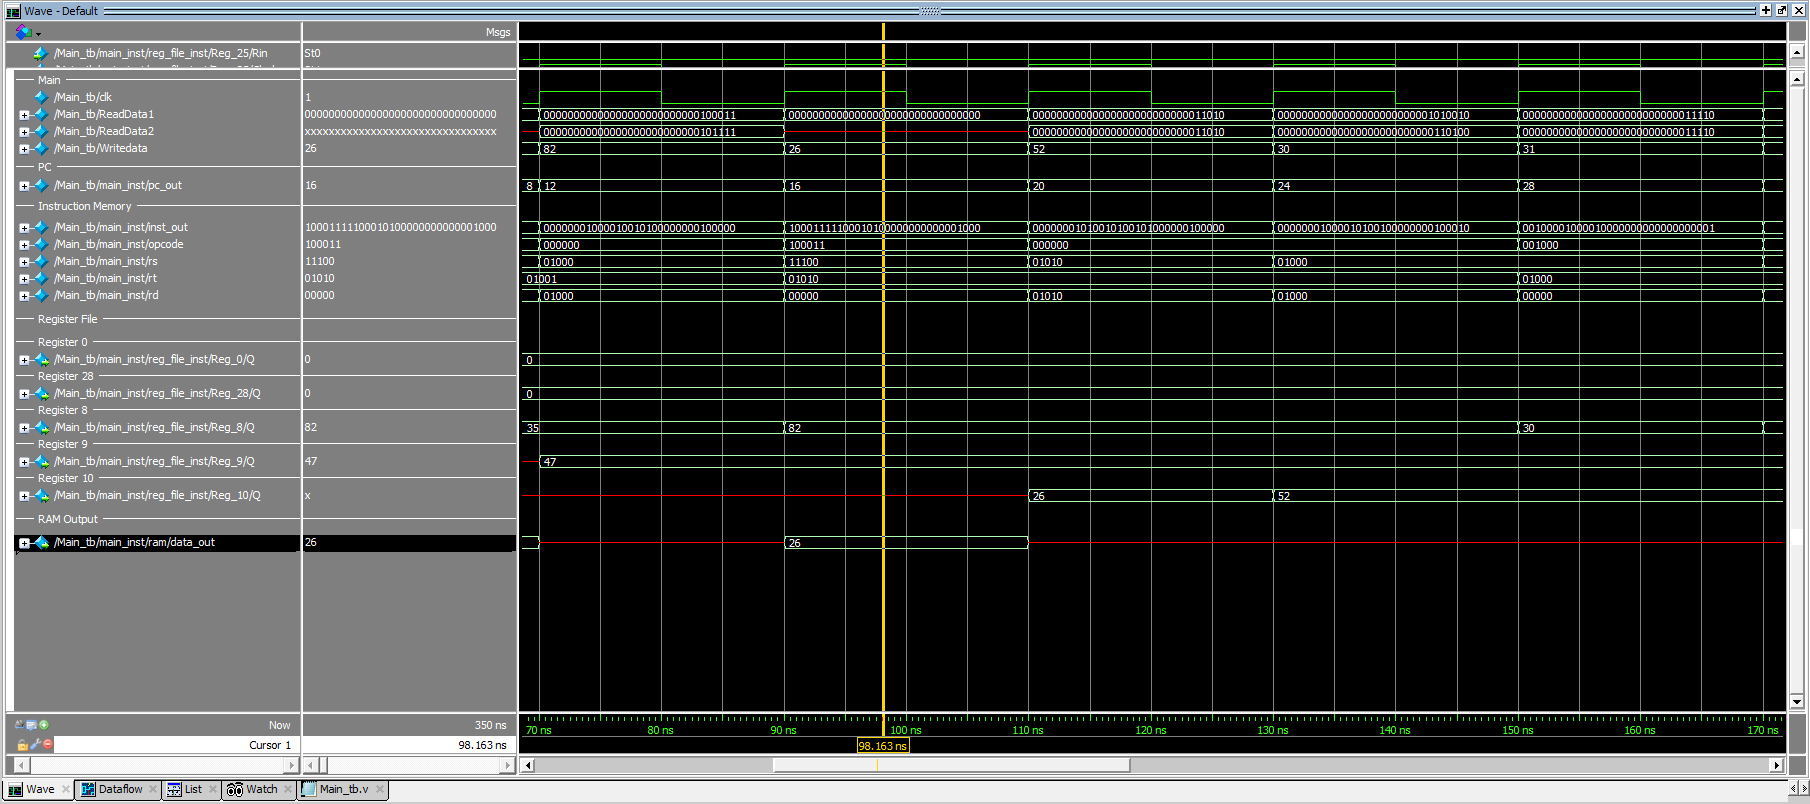 Wave - Default
Msgs
/Main_tb/main_inst/reg_file_inst/Reg_25/Rin St0
Main
/Main_tb/clk 1
/Main_tb/ReadData1 00000000000000000000000000000000 00000000000000000000000000100011 00000000000000000000000000000000 00000000000000000000000000011010 00000000000000000000000001010010 00000000000000000000000000011110
/Main_tb/ReadData2 xxxxxxxxxxxxxxxxxxxxxxxxxxxxxxxx 00000000000000000000000000101111 00000000000000000000000000011010 00000000000000000000000000110100 00000000000000000000000000011110
/Main_tb/Writedata 26 82 26 52 30 31
PC
/Main_tb/main_inst/pc_out 16 8 12 16 20 24 28
Instruction Memory
/Main_tb/main_inst/inst_out 10001111100010100000000000001000 00000001000010010100000000100000 10001111100010100000000000001000 00000001010010100101000000100000 00000001000010100100000000100010 00100001000010000000000000000001
/Main_tb/main_inst/opcode 100011 000000 100011 000000 001000
/Main_tb/main_inst/rs 11100 01000 11100 01010 01000
/Main_tb/main_inst/rt 01010 01001 01010 01000
/Main_tb/main_inst/rd 00000 01000 00000 01010 01000 00000
Register File
Register 0
/Main_tb/main_inst/reg_file_inst/Reg_0/Q 0 0
Register 28
/Main_tb/main_inst/reg_file_inst/Reg_28/Q 0 0
Register 8
/Main_tb/main_inst/reg_file_inst/Reg_8/Q 82 35 82 30
Register 9
/Main_tb/main_inst/reg_file_inst/Reg_9/Q 47 47
Register 10
/Main_tb/main_inst/reg_file_inst/Reg_10/Q x 26 52
RAM Output
/Main_tb/main_inst/ram/data_out 26 26
Now 350 ns 70 ns 80 ns 90 ns 100 ns 110 ns 120 ns 130 ns 140 ns 150 ns 160 ns 170 ns
Cursor 1 98.163 ns 98.163 ns
Wave Dataflow List Watch Main_tb.v